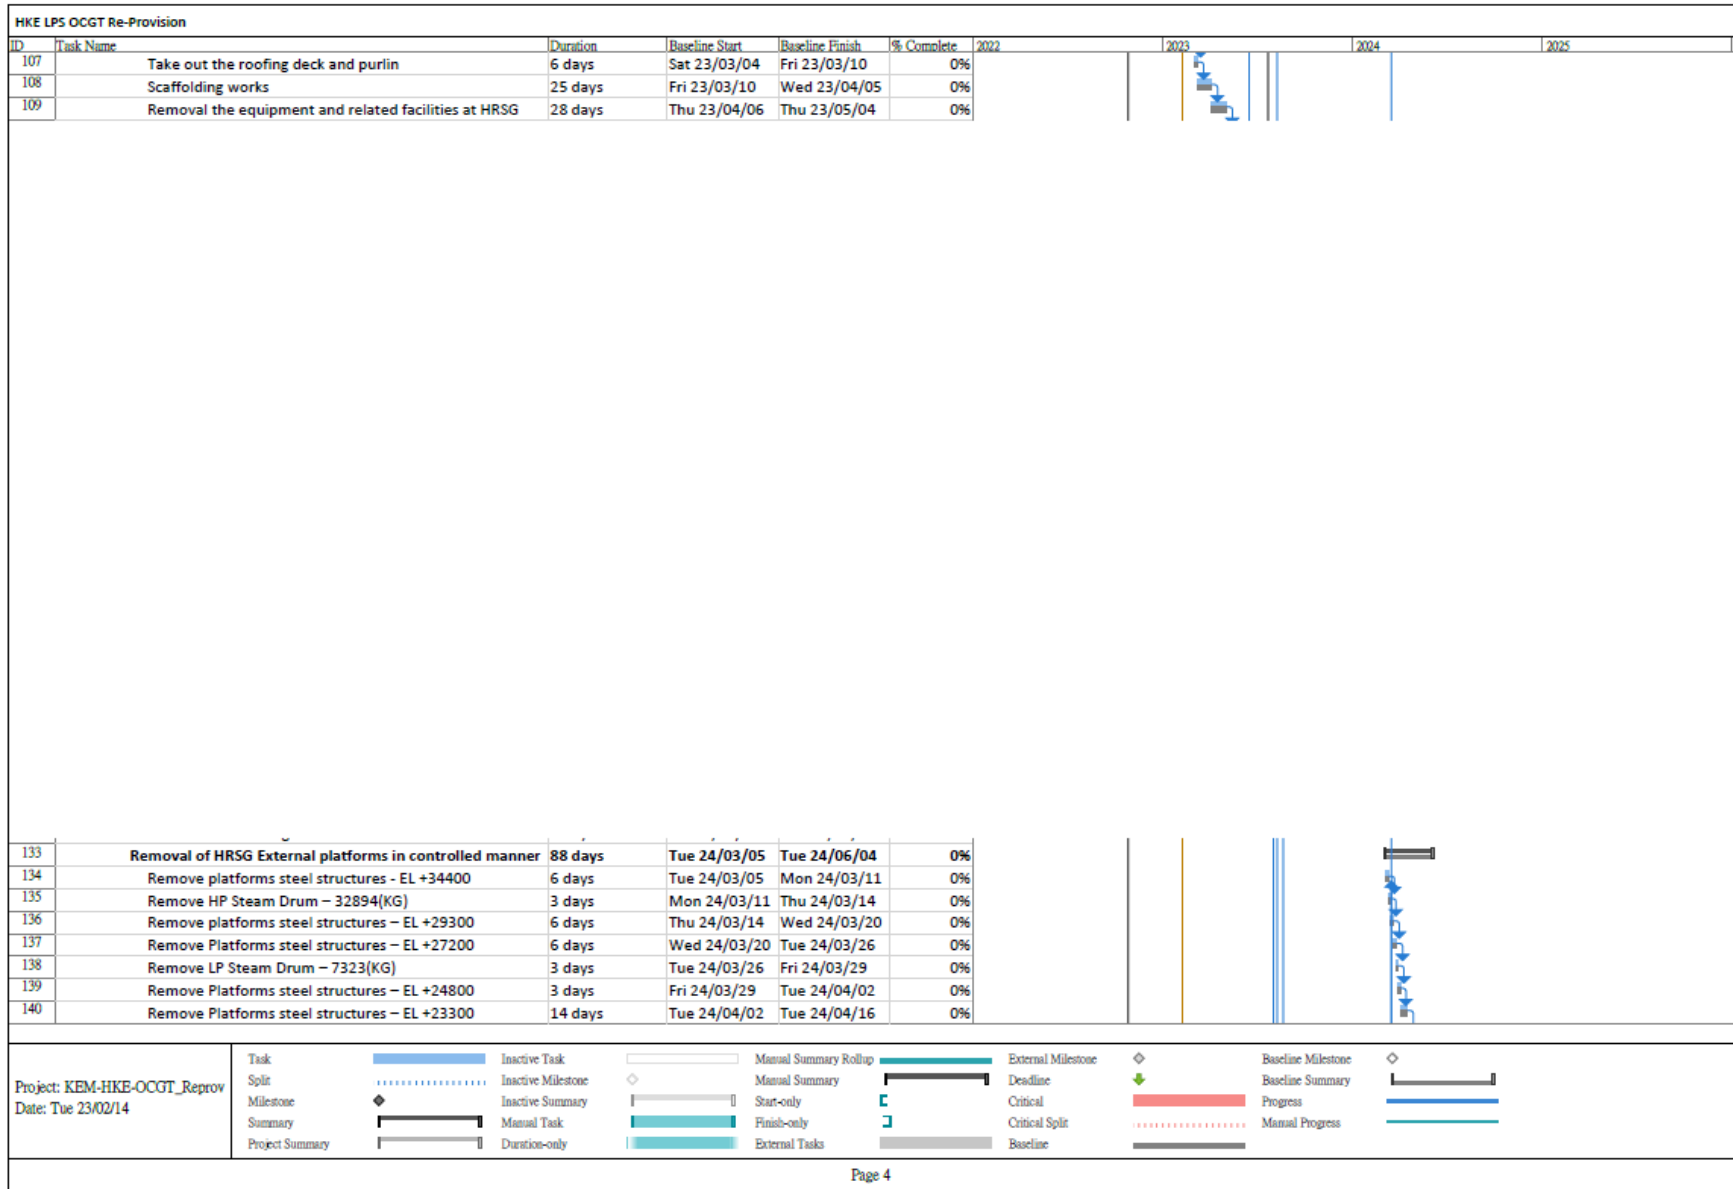 HKE LPS OCGT Re-Provision
ID Task Name Duration Baseline Start Baseline Finish % Complete 2022 2023 2024 2025
107 Take out the roofing deck and purlin 6 days Sat 23/03/04 Fri 23/03/10 0%
108 Scaffolding works 25 days Fri 23/03/10 Wed 23/04/05 0%
109 Removal the equipment and related facilities at HRSG 28 days Thu 23/04/06 Thu 23/05/04 0%
133 Removal of HRSG External platforms in controlled manner 88 days Tue 24/03/05 Tue 24/06/04 0%
134 Remove platforms steel structures - EL +34400 6 days Tue 24/03/05 Mon 24/03/11 0%
135 Remove HP Steam Drum – 32894(KG) 3 days Mon 24/03/11 Thu 24/03/14 0%
136 Remove platforms steel structures – EL +29300 6 days Thu 24/03/14 Wed 24/03/20 0%
137 Remove Platforms steel structures – EL +27200 6 days Wed 24/03/20 Tue 24/03/26 0%
138 Remove LP Steam Drum – 7323(KG) 3 days Tue 24/03/26 Fri 24/03/29 0%
139 Remove Platforms steel structures – EL +24800 3 days Fri 24/03/29 Tue 24/04/02 0%
140 Remove Platforms steel structures – EL +23300 14 days Tue 24/04/02 Tue 24/04/16 0%
Project: KEM-HKE-OCGT_Reprov
Date: Tue 23/02/14
Task Inactive Task Manual Summary Rollup External Milestone Baseline Milestone
Split Inactive Milestone Manual Summary Deadline Baseline Summary
Milestone Inactive Summary Start-only Critical Progress
Summary Manual Task Finish-only Critical Split Manual Progress
Project Summary Duration-only External Tasks Baseline
Page 4